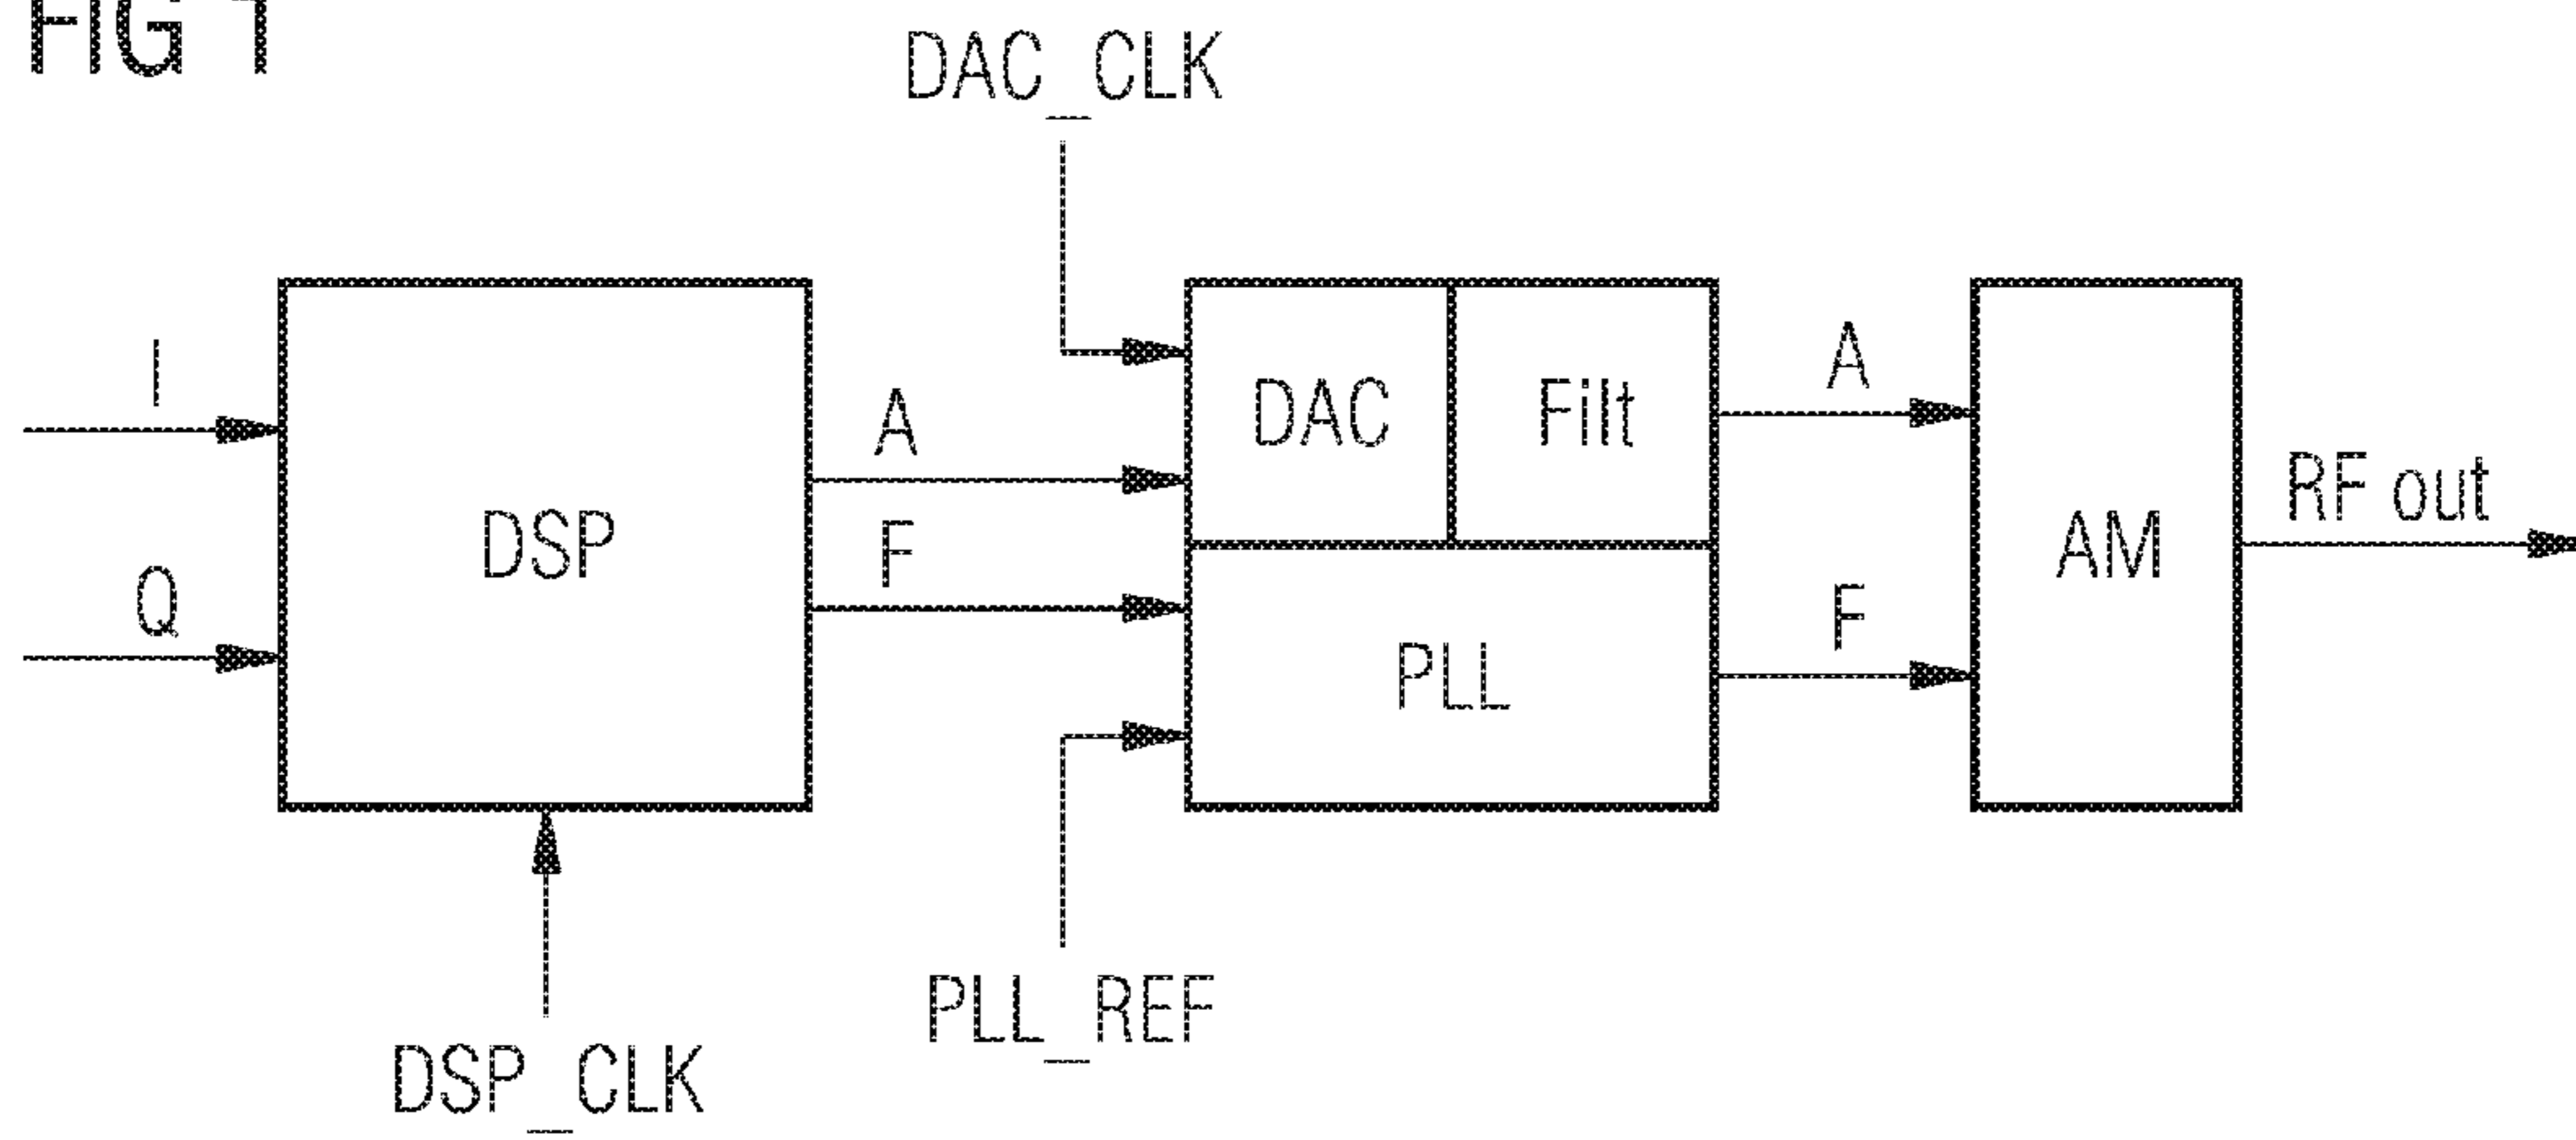 FIG 1
DAC_CLK
I
Q
DSP
A
F
DAC
Filt
PLL
A
F
AM
RF out
PLL_REF
DSP_CLK